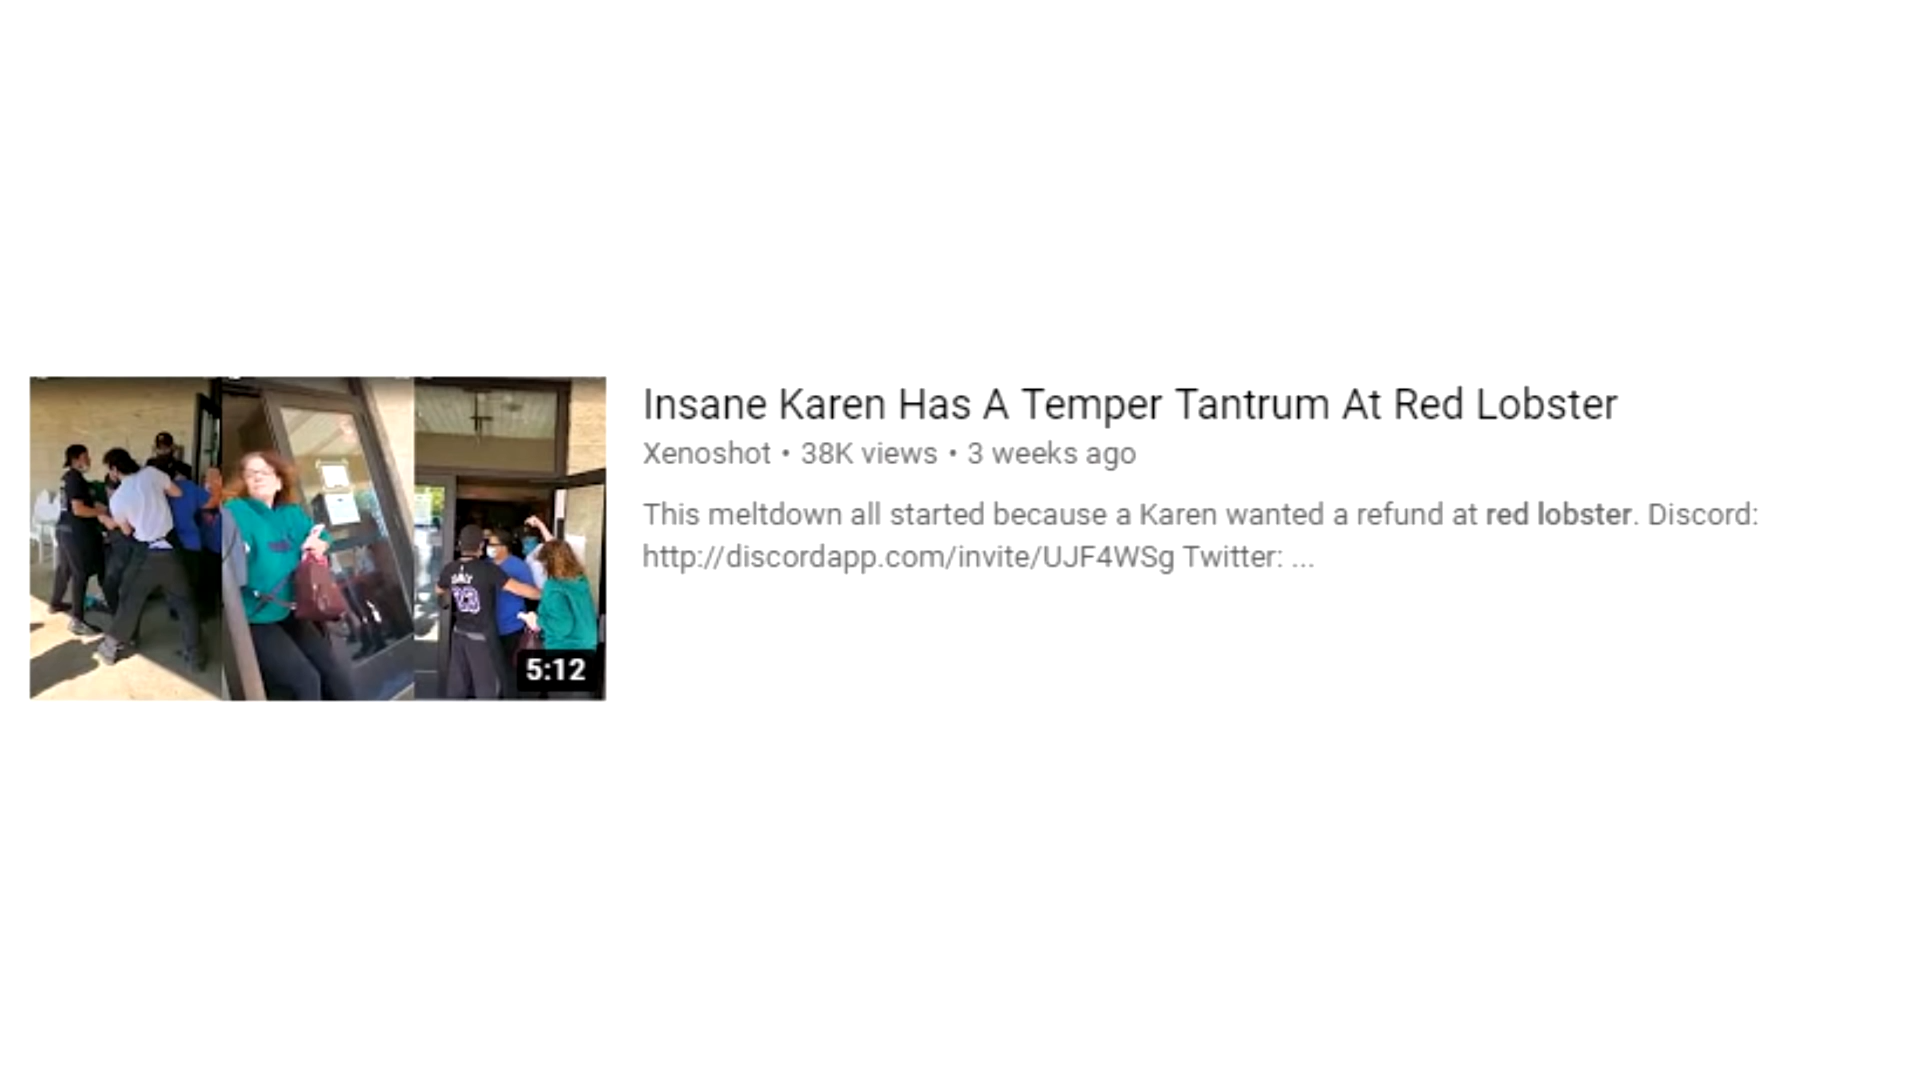 Insane Karen Has A Temper Tantrum At Red Lobster
Xenoshot • 38K views • 3 weeks ago
This meltdown all started because a Karen wanted a refund at red lobster. Discord:
http://discordapp.com/invite/UJF4WSg Twitter: ...
23
5:12